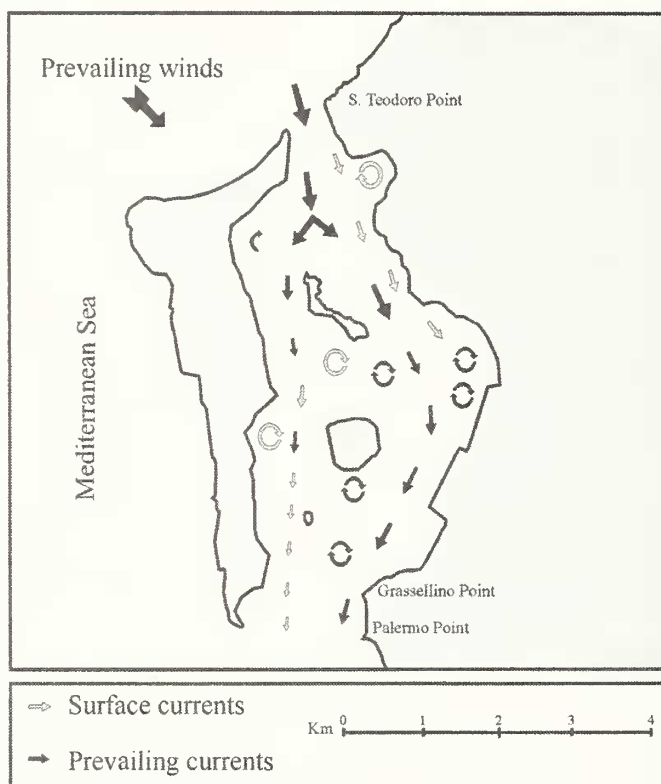 Prevailing winds
S. Teodoro Point
Mediterranean Sea
Grassellino Point
Palermo Point
Surface currents
Prevailing currents
Km 0 1 2 3 4